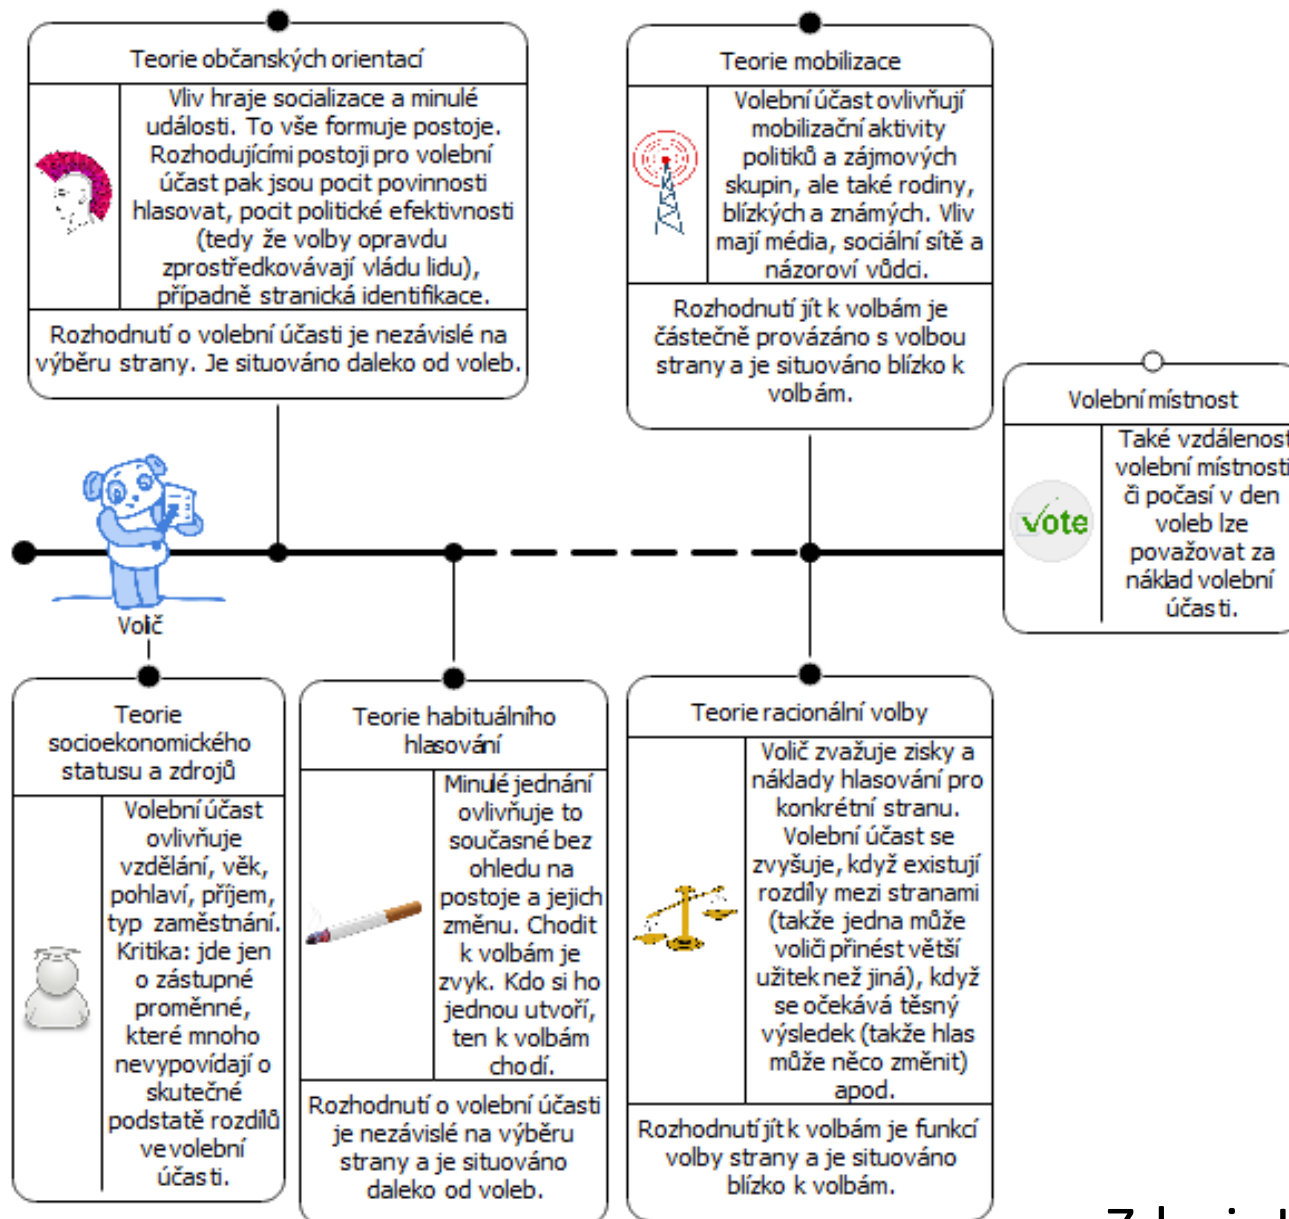 Teorie občanských orientací
Vliv hraje socializace a minulé
události. To vše formuje postoje.
Rozhodujícími postoji pro volební
účast pak jsou pocit povinnosti
hlasovat, pocit politické efektivnosti
(tedy že volby opravdu
zprostředkovávají vládu lidu),
případně stranická identifikace.
Rozhodnutí o volební účasti je nezávislé na
výběru strany. Je situováno daleko od voleb.
Teorie mobilizace
Volební účast ovlivňují
mobilizační aktivity
politiků a zájmových
skupin, ale také rodiny,
blízkých a známých. Vliv
mají média, sociální sítě a
názoroví vůdci.
Rozhodnutí jít k volbám je
částečně provázáno s volbou
strany a je situováno blízko k
volbám.
Volební místnost
vote
Také vzdálenost
volební místnosti
či počasí v den
voleb lze
považovat za
náklad volební
účasti.
Volič
Teorie
socioekonomického
statusu a zdrojů
Volební účast
ovlivňuje
vzdělání, věk,
pohlaví, příjem,
typ zaměstnání.
Kritika: jde jen
o zástupné
proměnné,
které mnoho
nevypovídají o
skutečné
podstatě rozdílů
ve volební
účasti.
Teorie habituálního
hlasování
Minulé jednání
ovlivňuje to
současné bez
ohledu na
postoje a jejich
změnu. Chodit
k volbám je
zvyk. Kdo si ho
jednou utvoří,
ten k volbám
chodí.
Rozhodnutí o volební účasti
je nezávislé na výběru
strany a je situováno
daleko od voleb.
Teorie racionální volby
Volič zvažuje zisky a
náklady hlasování pro
konkrétní stranu.
Volební účast se
zvyšuje, když existují
rozdíly mezi stranami
(takže jedna může
voliči přinést větší
užitek než jiná), když
se očekává těsný
výsledek (takže hlas
může něco změnit)
apod.
Rozhodnutí jít k volbám je funkcí
volby strany a je situováno
blízko k volbám.